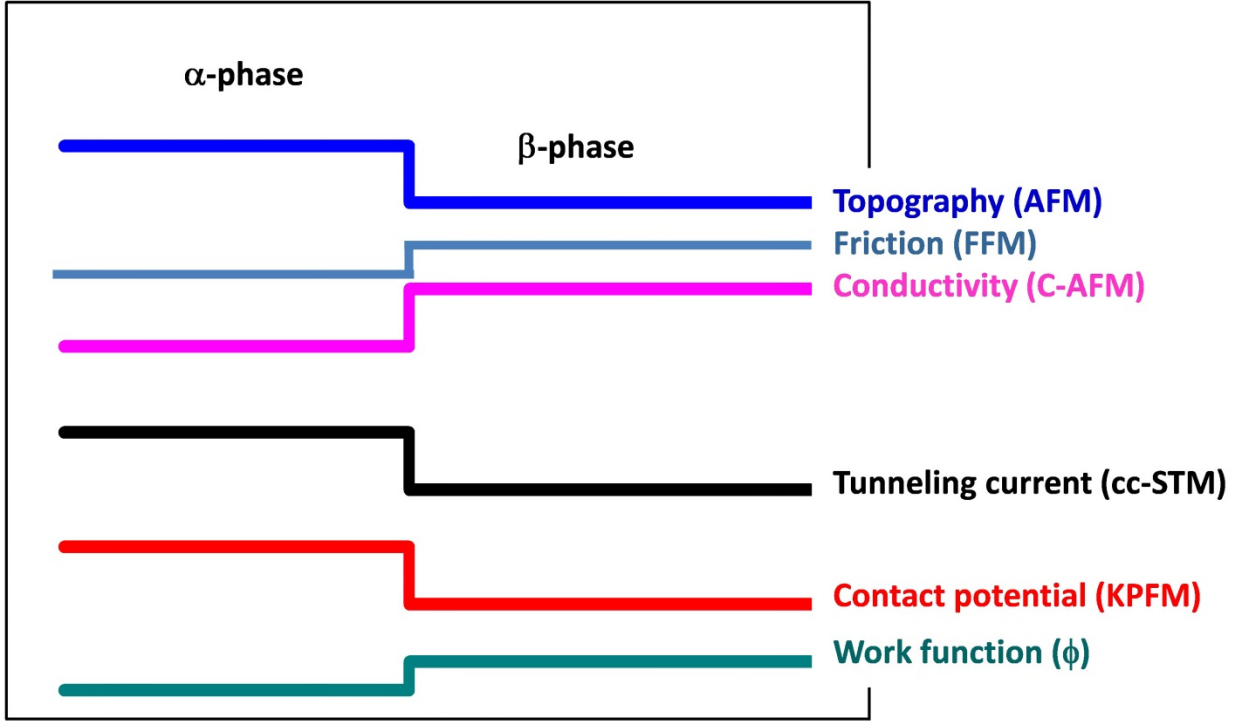 α-phase
β-phase
Topography (AFM)
Friction (FFM)
Conductivity (C-AFM)
Tunneling current (cc-STM)
Contact potential (KPFM)
Work function (ϕ)